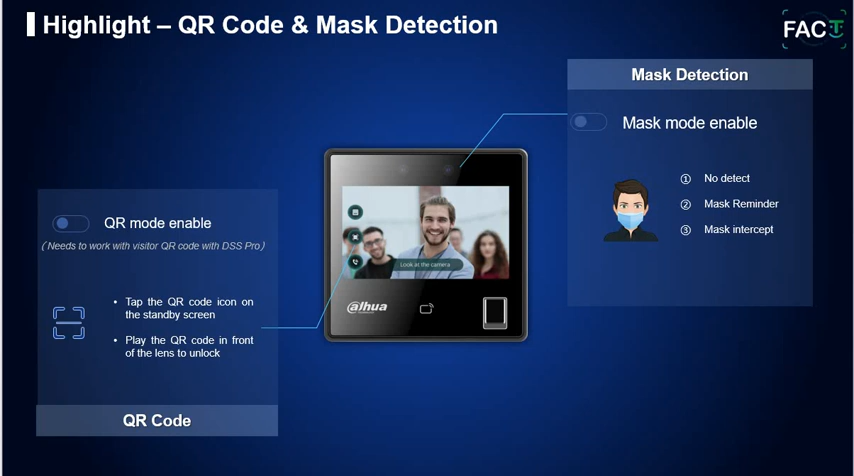 Highlight – QR Code & Mask Detection
FACT
Mask Detection
Mask mode enable
① No detect
② Mask Reminder
③ Mask intercept
QR mode enable
(Needs to work with visitor QR code with DSS Pro)
• Tap the QR code icon on
the standby screen
• Play the QR code in front
of the lens to unlock
QR Code
Look at the camera
alhua